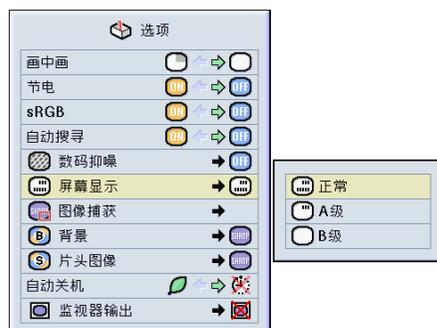 选项
画中画
节电 ON OFF
sRGB ON OFF
自动搜寻 ON OFF
数码抑噪 OFF
屏幕显示
正常
图像捕获
A级
背景 B SHARP
B级
片头图像 S SHARP
自动关机
监视器输出